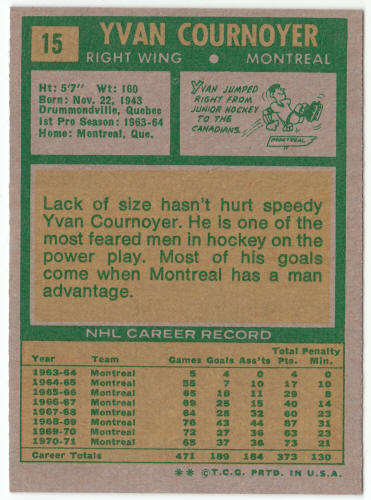 15
YVAN COURNOYER
RIGHT WING • MONTREAL
Ht: 5'7" Wt: 160
Born: Nov. 22, 1943
Drummondville, Quebec
1st Pro Season: 1963-64
Home: Montreal, Que.
YVAN JUMPED
RIGHT FROM
JUNIOR HOCKEY
TO THE
CANADIENS.
MONTREAL
Lack of size hasn't hurt speedy
Yvan Cournoyer. He is one of the
most feared men in hockey on the
power play. Most of his goals
come when Montreal has a man
advantage.
NHL CAREER RECORD
Year Team Games Goals Ass'ts Total Pts. Penalty Min.
1963-64 Montreal 5 4 0 4 0
1964-65 Montreal 55 7 10 17 10
1965-66 Montreal 65 18 11 29 8
1966-67 Montreal 69 25 15 40 14
1967-68 Montreal 64 28 32 60 23
1968-69 Montreal 76 43 44 87 31
1969-70 Montreal 72 27 36 63 23
1970-71 Montreal 65 37 36 73 21
Career Totals 471 189 184 373 130
** © T.C.G. PRTD. IN U.S.A.